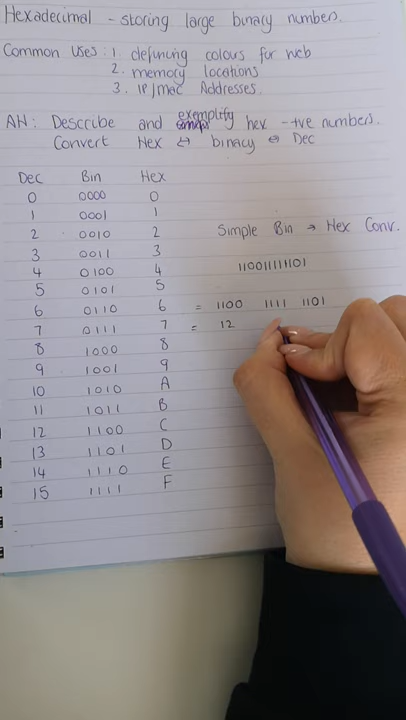 Hexadecimal - storing large binary numbers.
Common Uses: 1. defining colours for web
2. memory locations
3. IP/mac Addresses.
AH: Describe and exemplify hex -+ve numbers.
Convert Hex ↔ binacy ↔ Dec
Dec Bin Hex
0 0000 0
1 0001 1
2 0010 2
3 0011 3
4 0100 4
5 0101 5
6 0110 6
7 0111 7
8 1000 8
9 1001 9
10 1010 A
11 1011 B
12 1100 C
13 1101 D
14 1110 E
15 1111 F
Simple Bin → Hex Conv.
110011111101
= 1100 1111 1101
= 12